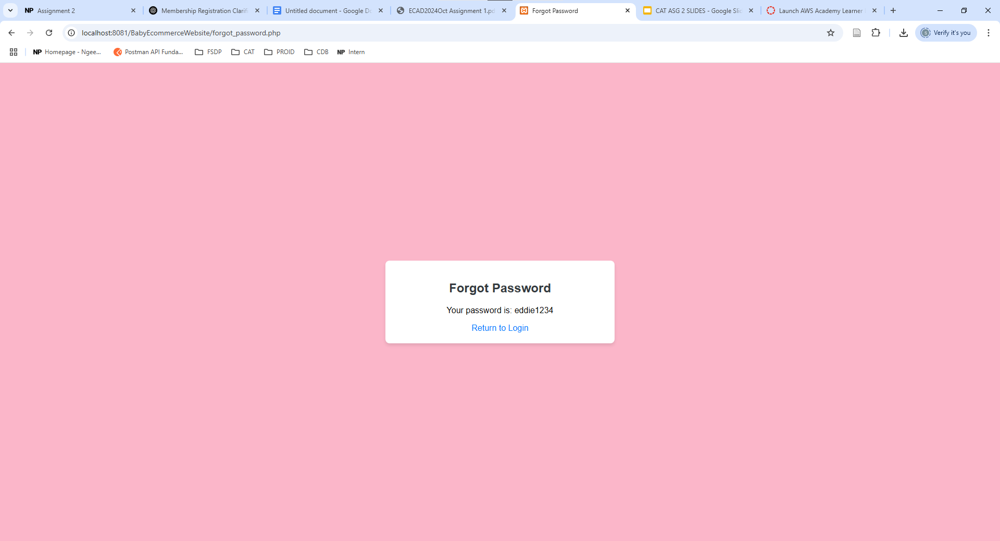 NP Assignment 2
Membership Registration Clarifi
Untitled document - Google Do
ECAD2024Oct Assignment 1.pd
Forgot Password
CAT ASG 2 SLIDES - Google Slid
Launch AWS Academy Learner
localhost:8081/BabyEcommerceWebsite/forgot_password.php
S
Verify it's you
NP Homepage - Ngee...
Postman API Funda...
FSDP
CAT
PROID
CDB
NP Intern
Forgot Password
Your password is: eddie1234
Return to Login